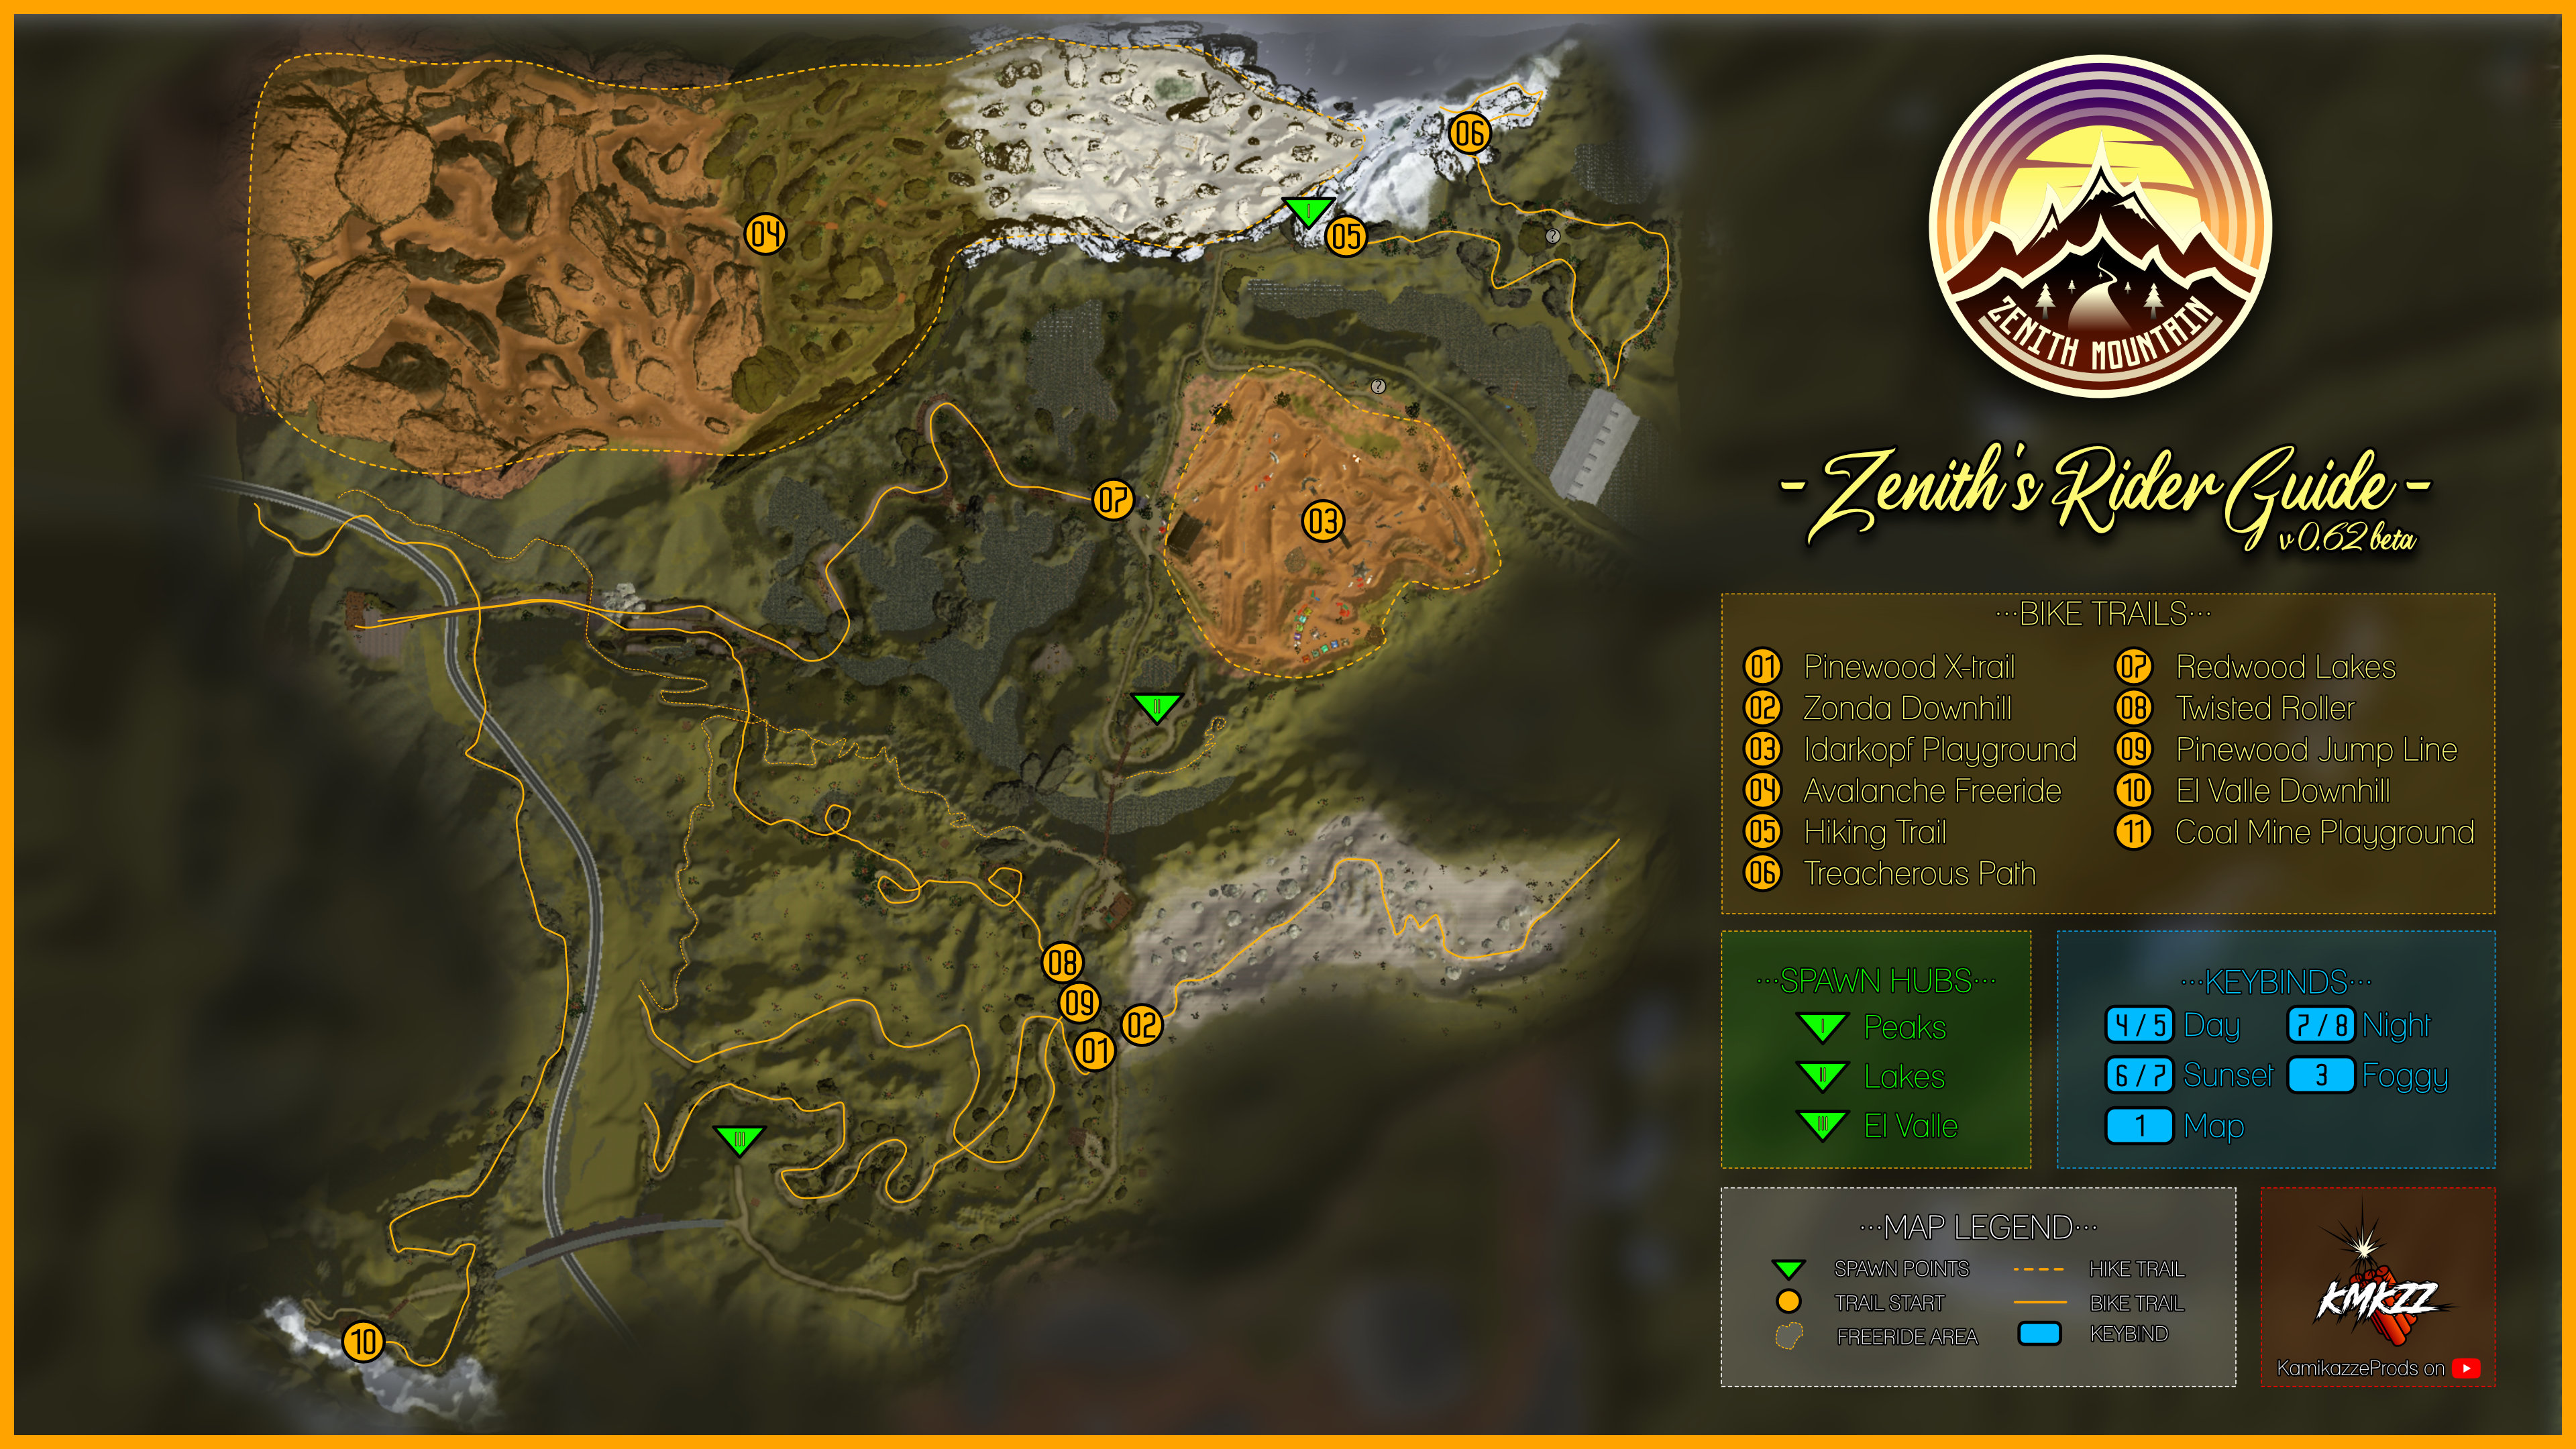 06
I
04
05
?
?
07
03
II
08
09
02
01
III
10
ZENITH MOUNTAIN
- Zenith's Rider Guide -
v 0.62 beta
···BIKE TRAILS···
01 Pinewood X-trail
02 Zonda Downhill
03 Idarkopf Playground
04 Avalanche Freeride
05 Hiking Trail
06 Treacherous Path
07 Redwood Lakes
08 Twisted Roller
09 Pinewood Jump Line
10 El Valle Downhill
11 Coal Mine Playground
···SPAWN HUBS···
I Peaks
II Lakes
III El Valle
···KEYBINDS···
4 / 5 Day 7 / 8 Night
6 / 7 Sunset 3 Foggy
1 Map
···MAP LEGEND···
SPAWN POINTS
TRAIL START
FREERIDE AREA
HIKE TRAIL
BIKE TRAIL
KEYBIND
KMKZZ
KamikazzeProds on